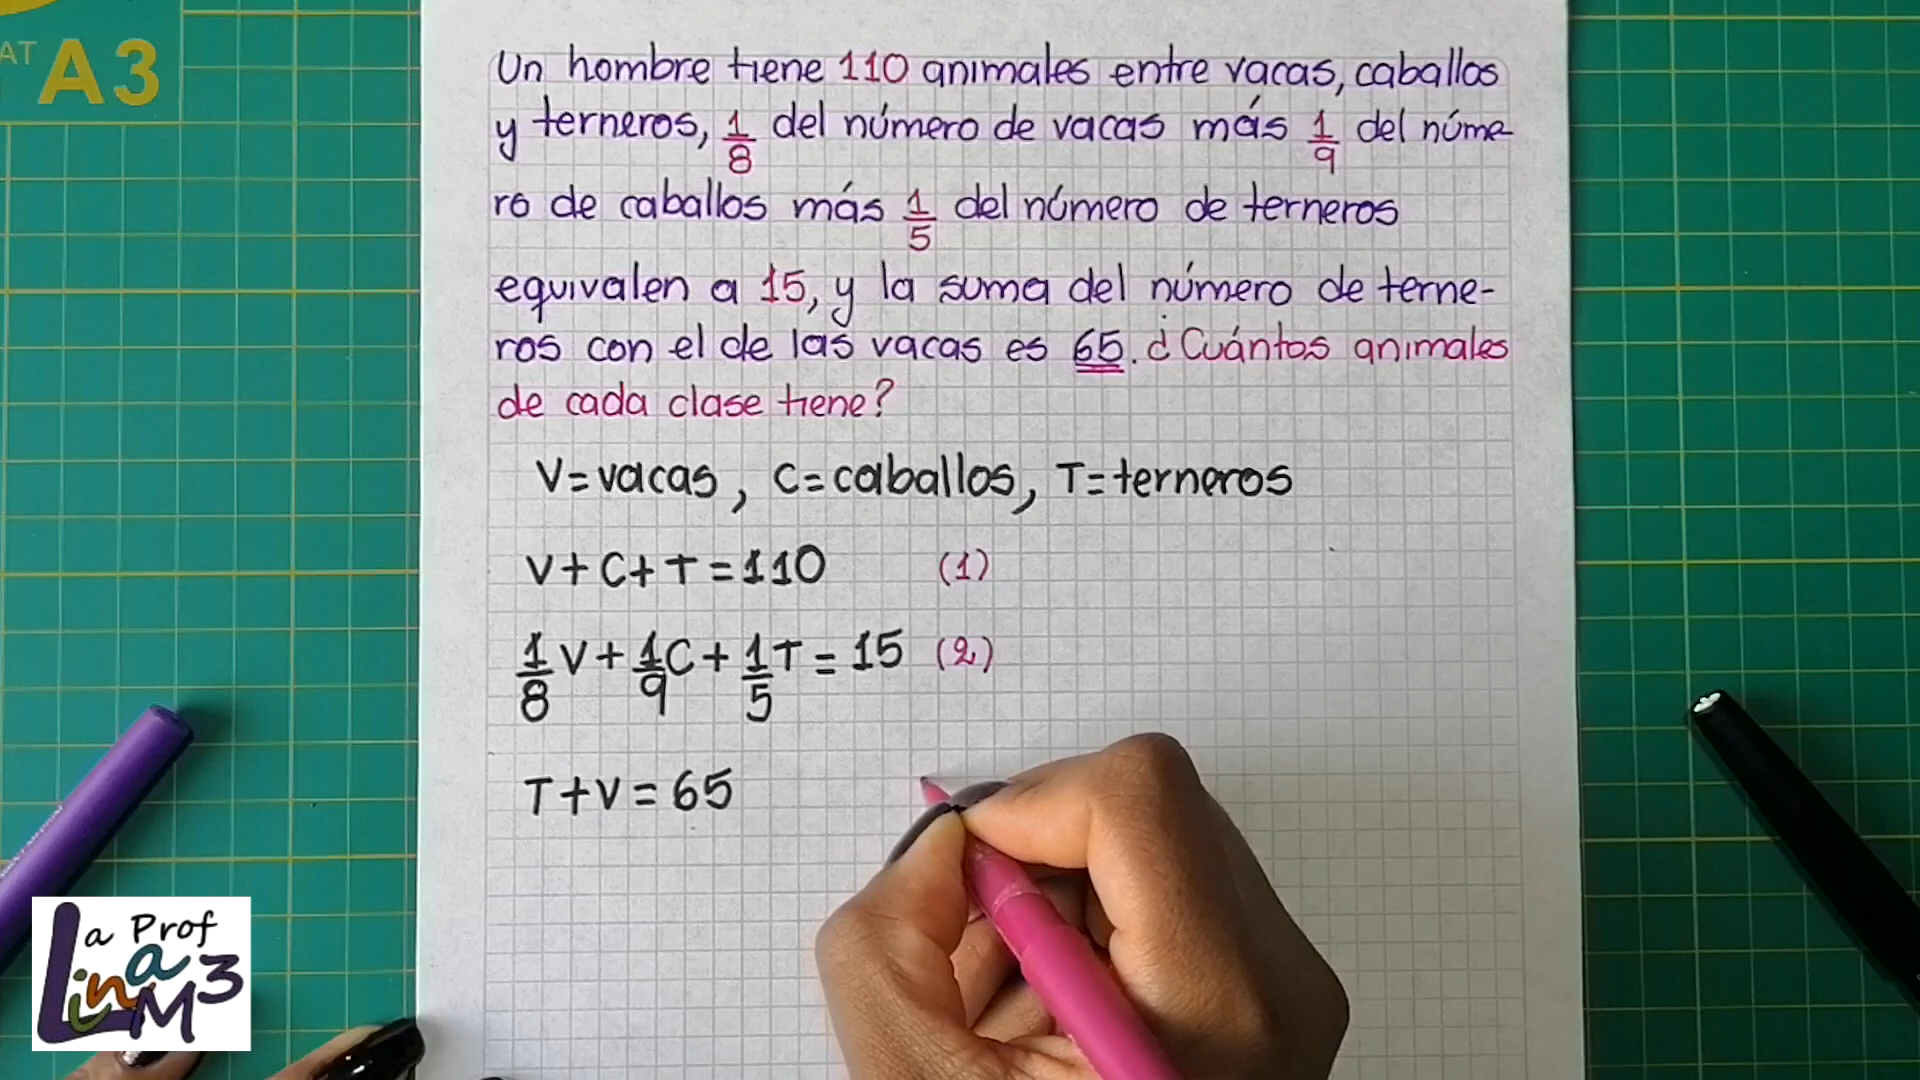 AT A3
Un hombre tiene 110 animales entre vacas, caballos
y terneros, 1/8 del número de vacas más 1/9 del núme-
ro de caballos más 1/5 del número de terneros
equivalen a 15, y la suma del número de terne-
ros con el de las vacas es 65. ¿Cuántos animales
de cada clase tiene?
V=vacas, C=caballos, T=terneros
V+C+T=110 (1)
1/8 V + 1/9 C + 1/5 T = 15 (2)
T+V=65
La Prof
Lina M3